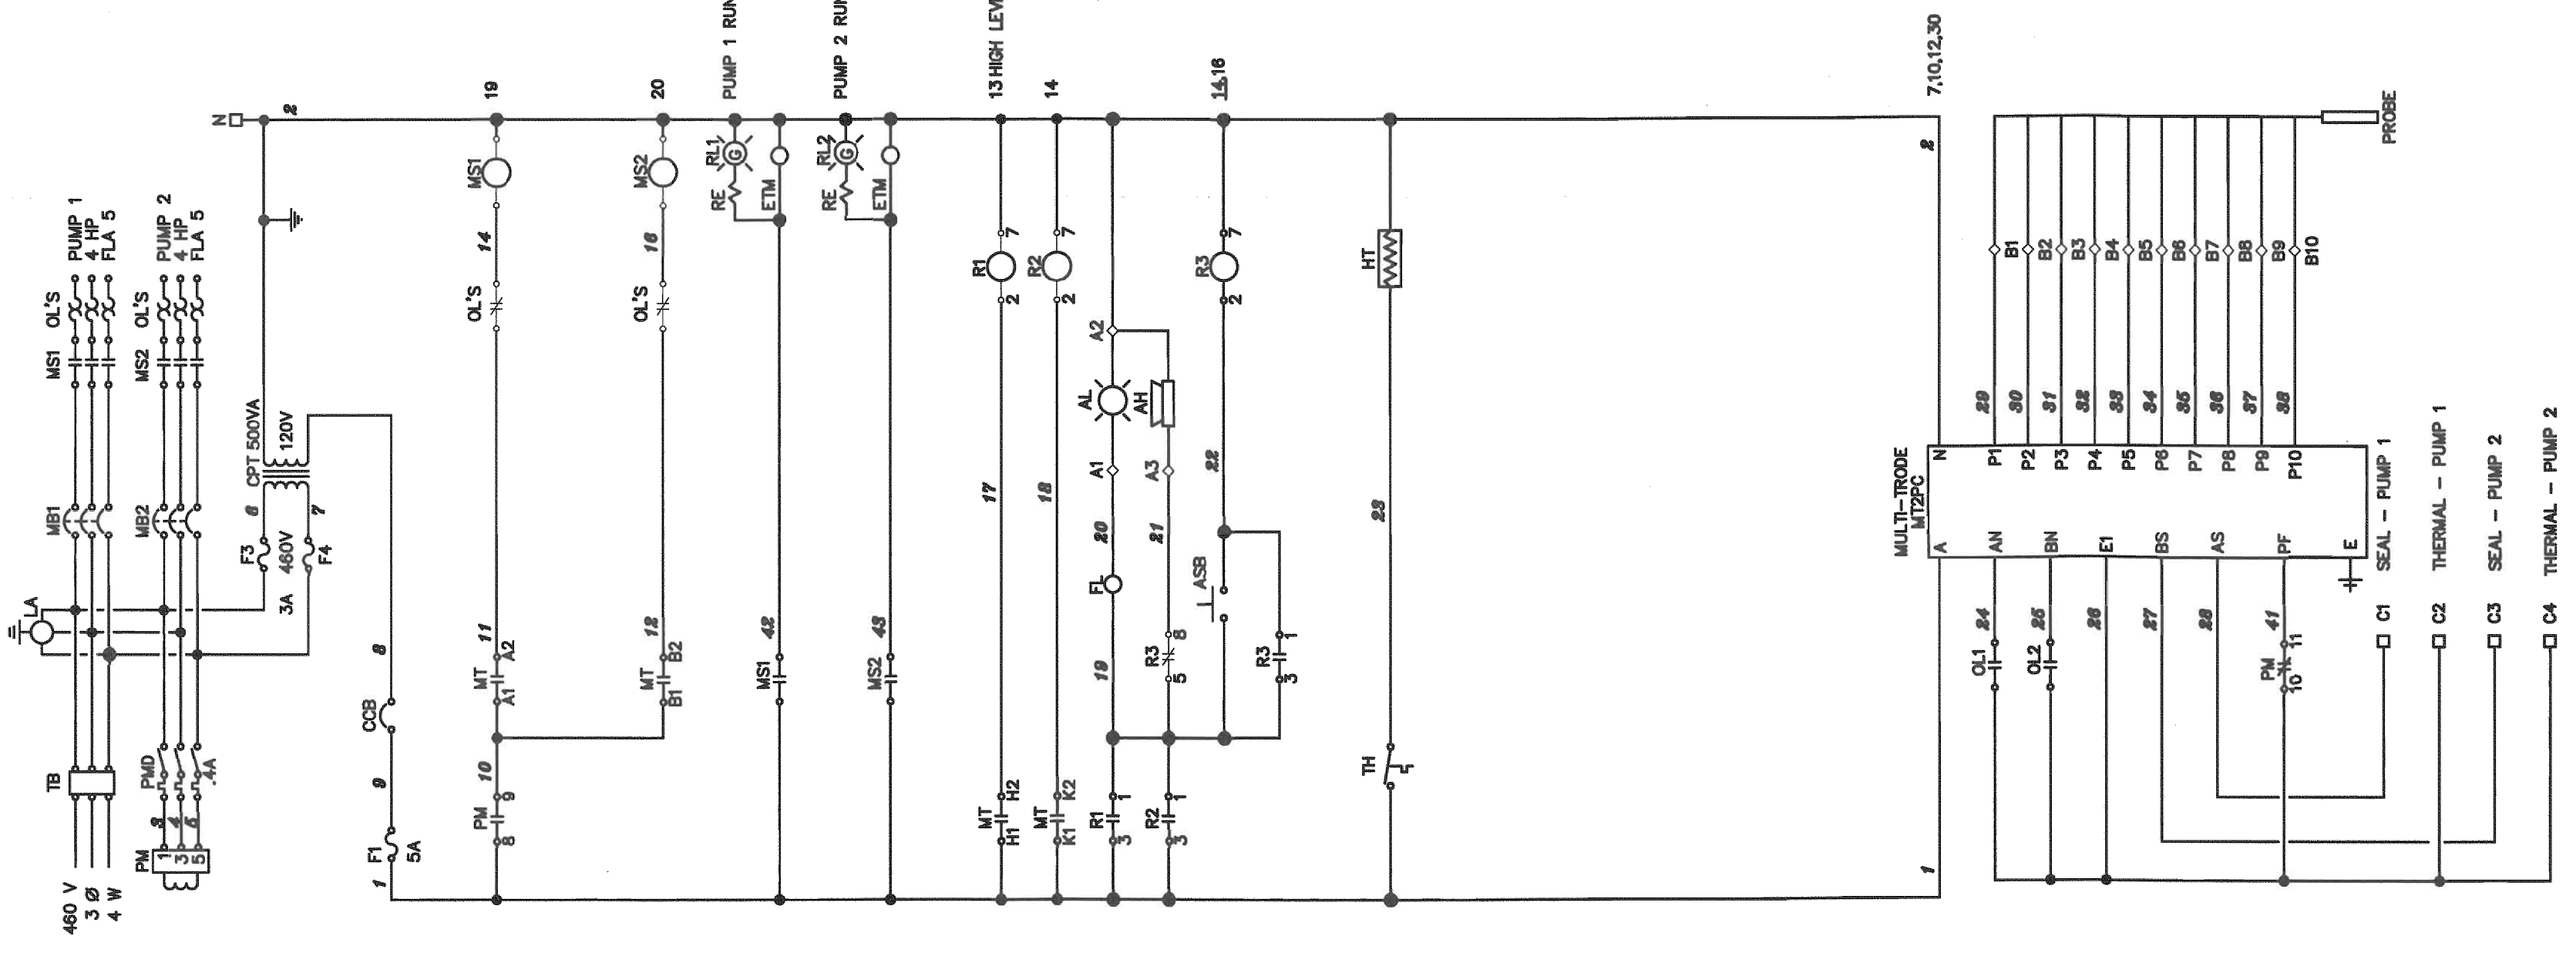 460 V
3 Ø
4 W
TB
LA
MB1
MS1
OL'S
PUMP 1
4 HP
FLA 5
PM
1
3
5
3
4
5
PMD
.4A
MB2
MS2
OL'S
PUMP 2
4 HP
FLA 5
N
2
3A
F3
460V
F4
6
7
CPT 500VA
120V
1
F1
5A
9
CCB
8
8
PM
9
10
A1
MT
A2
11
OL'S
14
MS1
19
B1
MT
B2
12
OL'S
16
MS2
20
MS1
42
RE
RL1
G
ETM
PUMP 1 RUN
MS2
43
RE
RL2
G
ETM
PUMP 2 RUN
H1
MT
H2
17
2
R1
7
13 HIGH LEV
K1
MT
K2
18
2
R2
7
14
3
R1
1
19
FL
20
A1
AL
A2
3
R2
1
5
R3
8
21
A3
AH
ASB
22
2
R3
7
14,16
3
R3
1
TH
23
HT
1
2
7,10,12,30
MULTI-TRODE
MT2PC
A
N
AN
BN
E1
BS
AS
PF
E
P1
P2
P3
P4
P5
P6
P7
P8
P9
P10
OL1
24
OL2
25
26
27
28
10
PM
11
41
29
30
31
32
33
34
35
36
37
38
B1
B2
B3
B4
B5
B6
B7
B8
B9
B10
PROBE
C1 SEAL - PUMP 1
C2 THERMAL - PUMP 1
C3 SEAL - PUMP 2
C4 THERMAL - PUMP 2